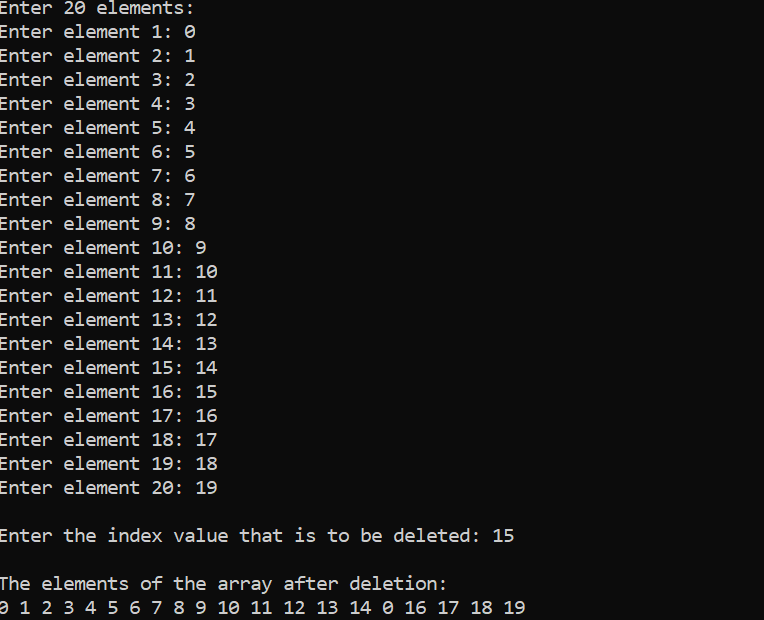 Enter 20 elements:
Enter element 1: 0
Enter element 2: 1
Enter element 3: 2
Enter element 4: 3
Enter element 5: 4
Enter element 6: 5
Enter element 7: 6
Enter element 8: 7
Enter element 9: 8
Enter element 10: 9
Enter element 11: 10
Enter element 12: 11
Enter element 13: 12
Enter element 14: 13
Enter element 15: 14
Enter element 16: 15
Enter element 17: 16
Enter element 18: 17
Enter element 19: 18
Enter element 20: 19
Enter the index value that is to be deleted: 15
The elements of the array after deletion:
0 1 2 3 4 5 6 7 8 9 10 11 12 13 14 0 16 17 18 19